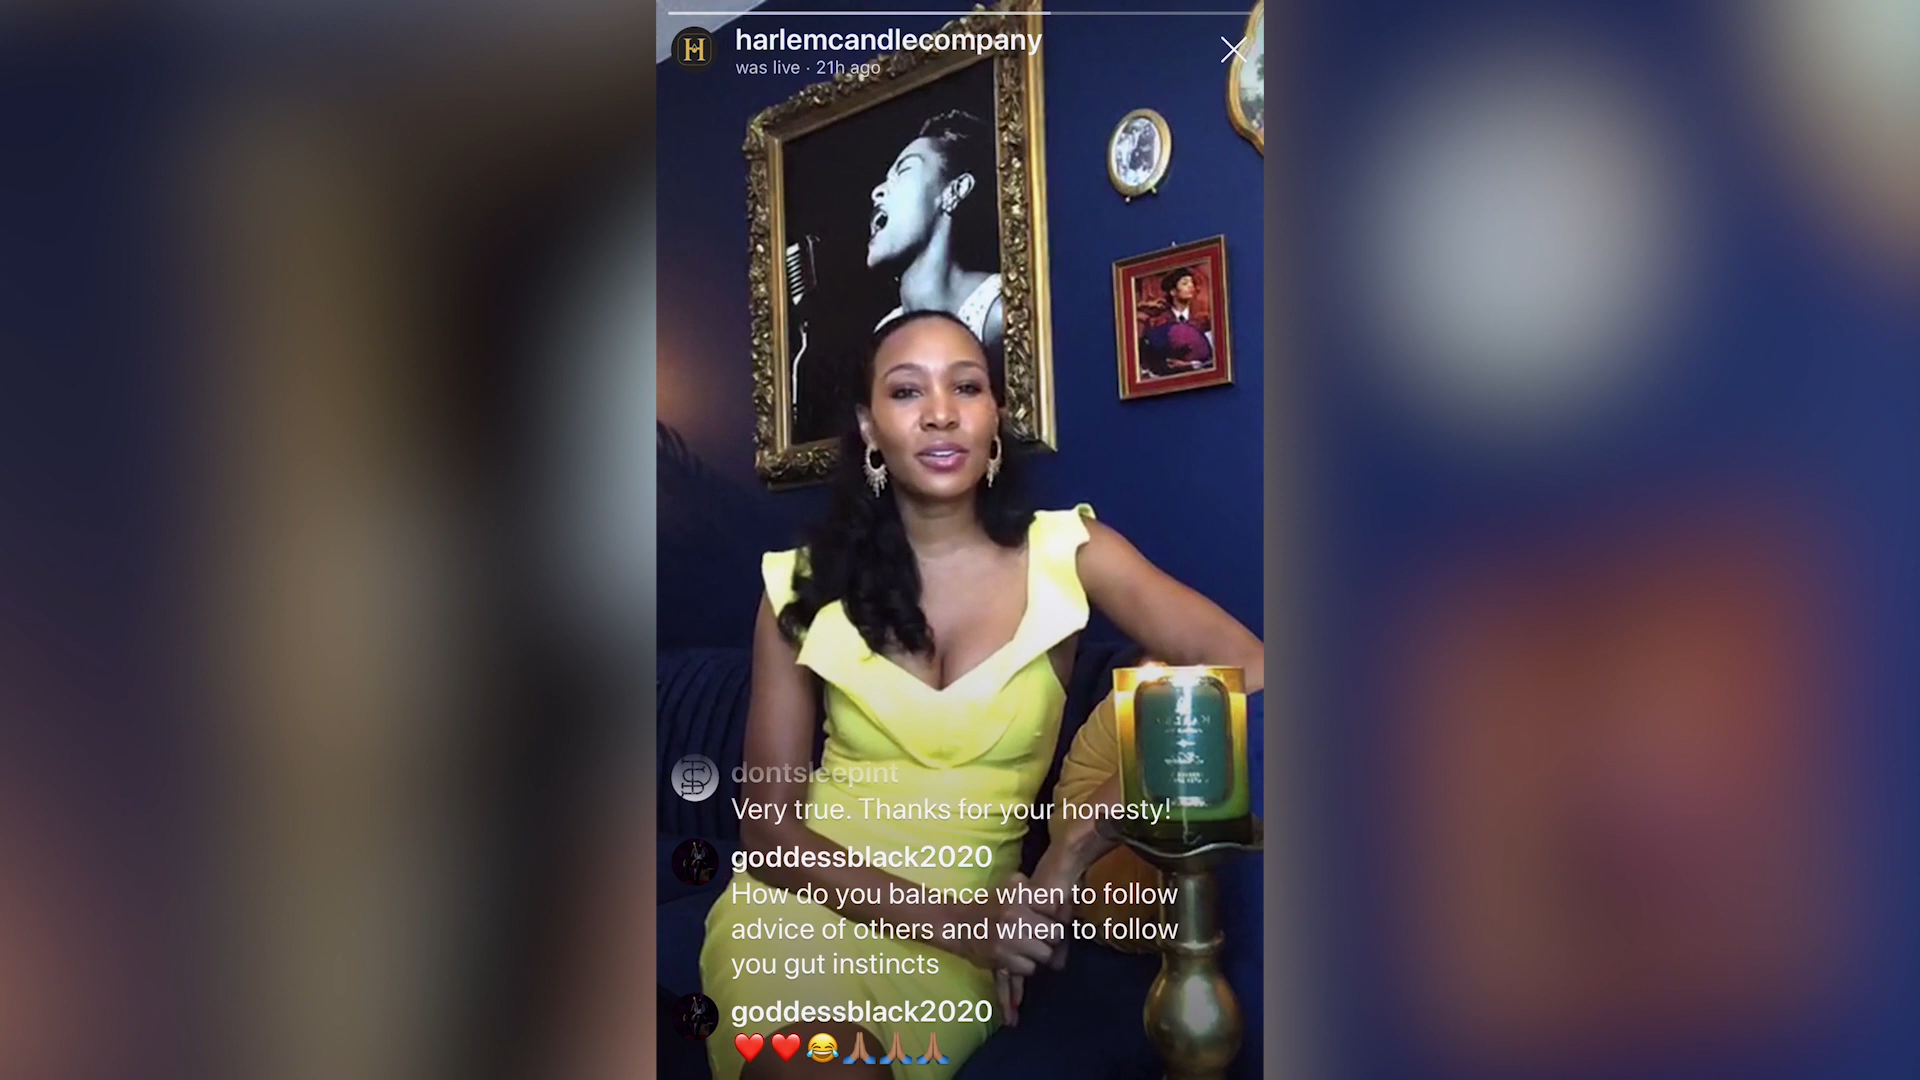 H
harlemcandlecompany
was live · 21h ago
dontsleepint
Very true. Thanks for your honesty!
goddessblack2020
How do you balance when to follow
advice of others and when to follow
you gut instincts
goddessblack2020
❤️❤️😂🙏🏽🙏🏽🙏🏽